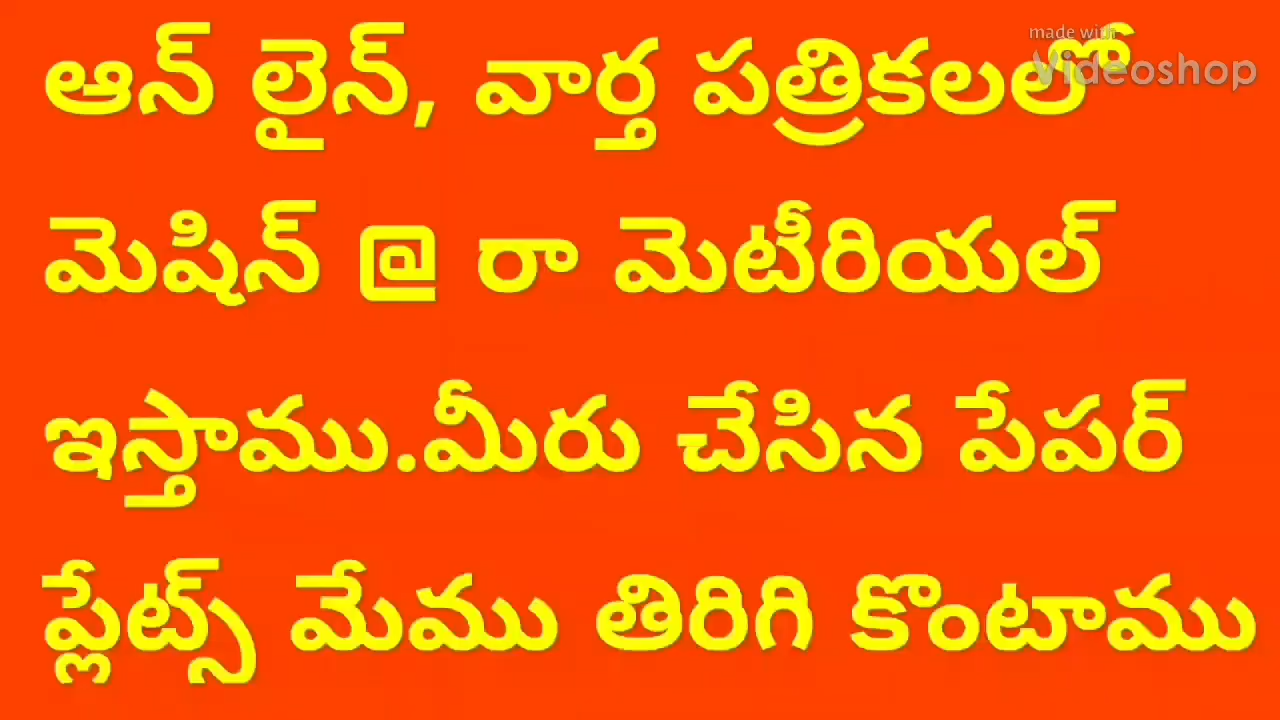 made with
Videoshop
ఆన్ లైన్, వార్త పత్రికలలో
మెషిన్ @ రా మెటీరియల్
ఇస్తాము.మీరు చేసిన పేపర్
ప్లేట్స్ మేము తిరిగి కొంటాము